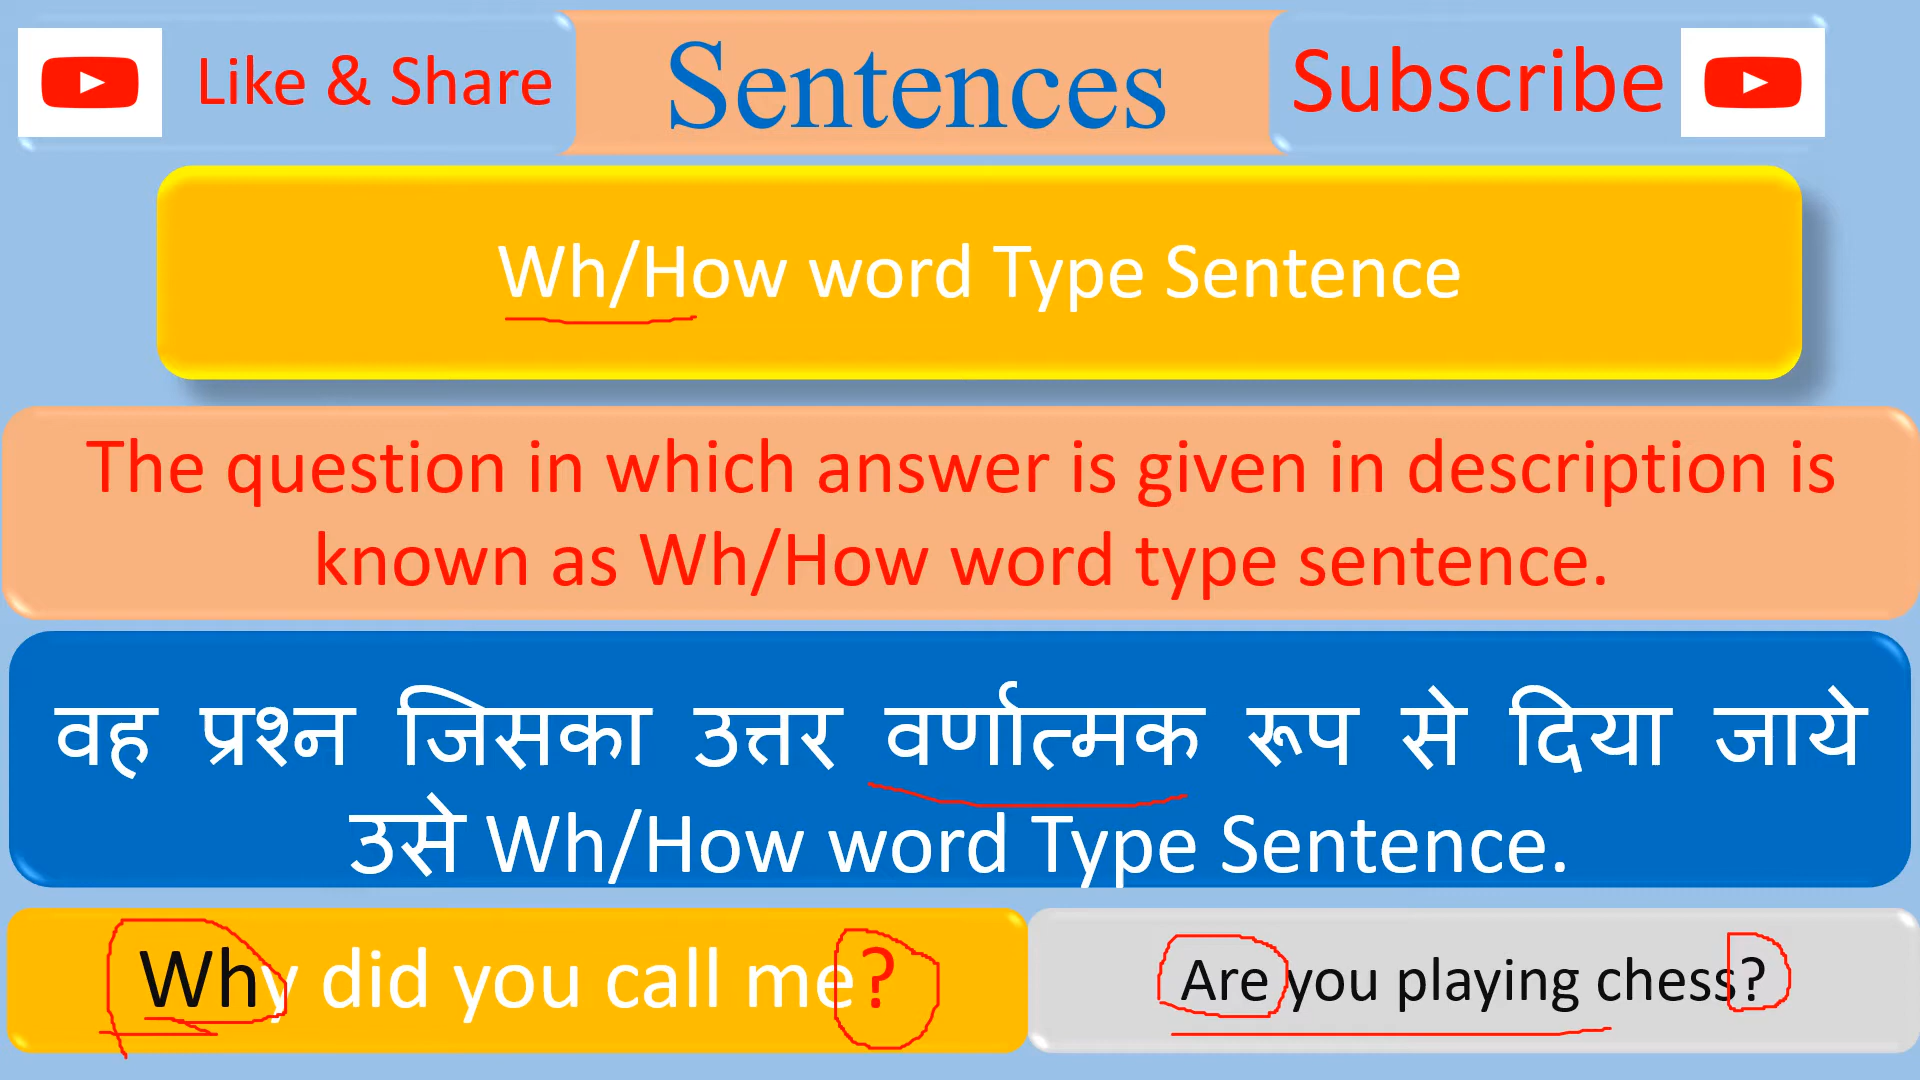 Like & Share
Sentences
Subscribe
Wh/How word Type Sentence
The question in which answer is given in description is
known as Wh/How word type sentence.
वह प्रश्न जिसका उत्तर वर्णात्मक रूप से दिया जाये
उसे Wh/How word Type Sentence.
Why did you call me?
Are you playing chess?